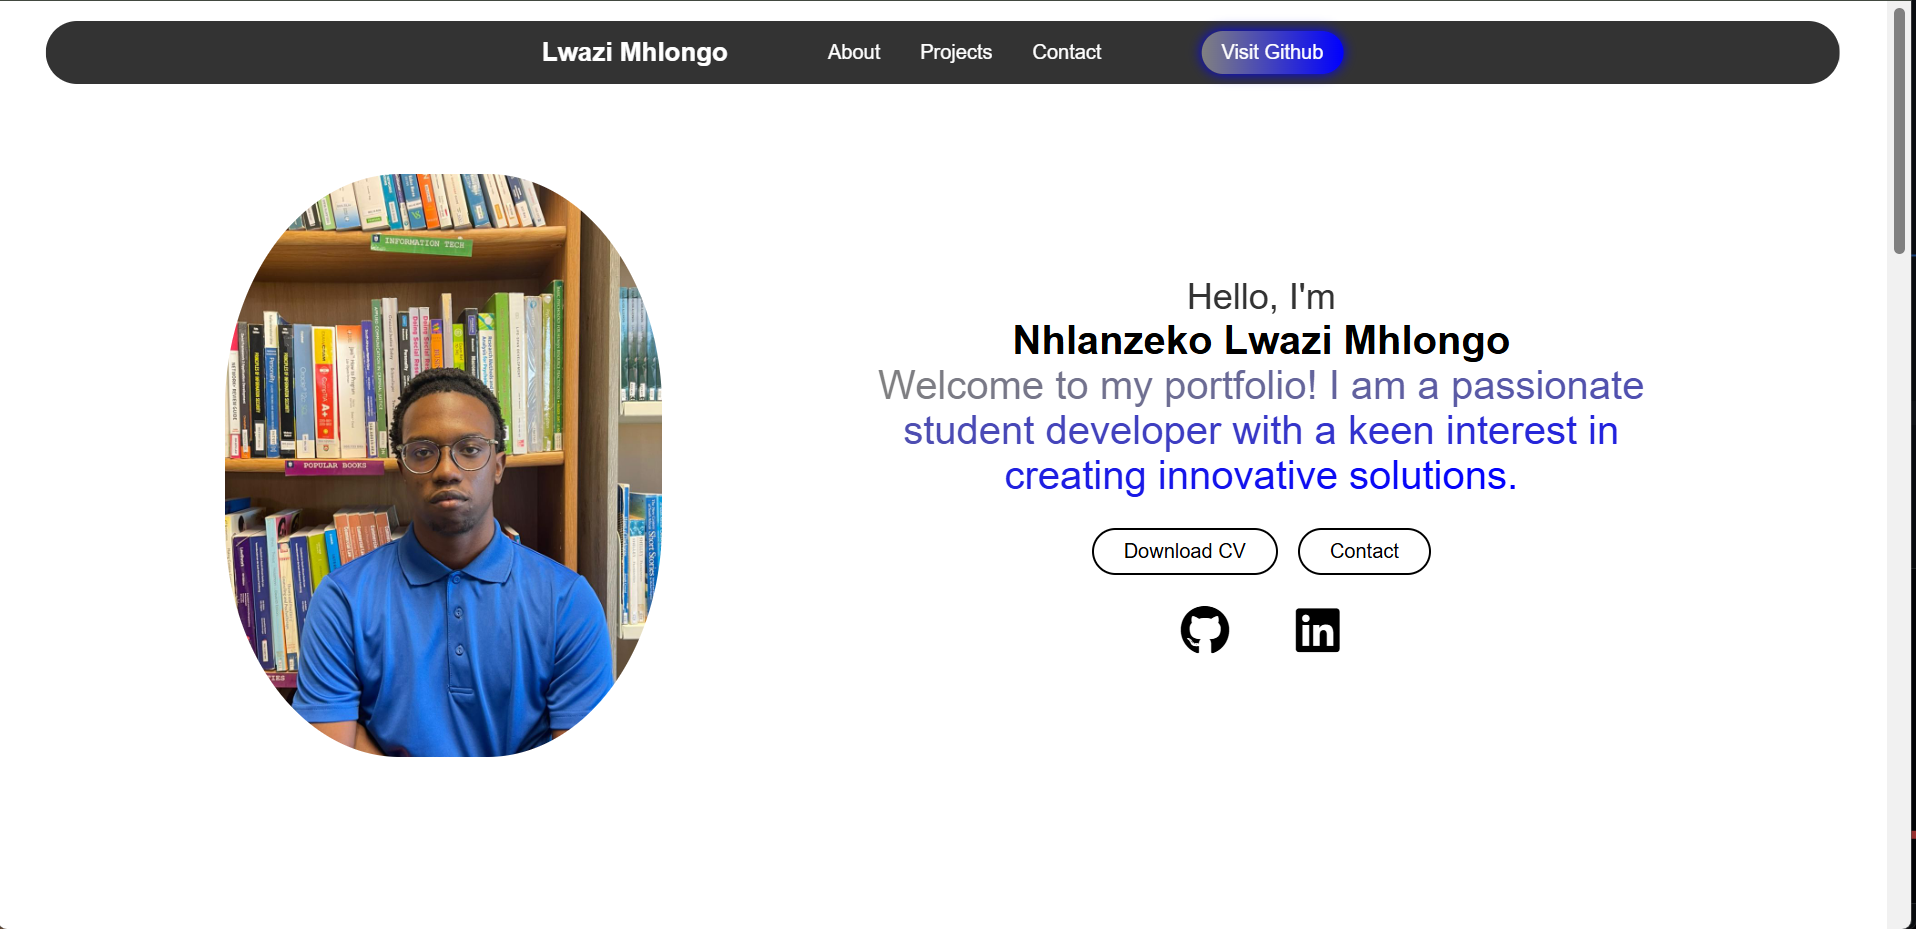 Lwazi Mhlongo About Projects Contact Visit Github
INFORMATION TECH
POPULAR BOOKS
Hello, I'm
Nhlanzeko Lwazi Mhlongo
Welcome to my portfolio! I am a passionate
student developer with a keen interest in
creating innovative solutions.
Download CV Contact
in